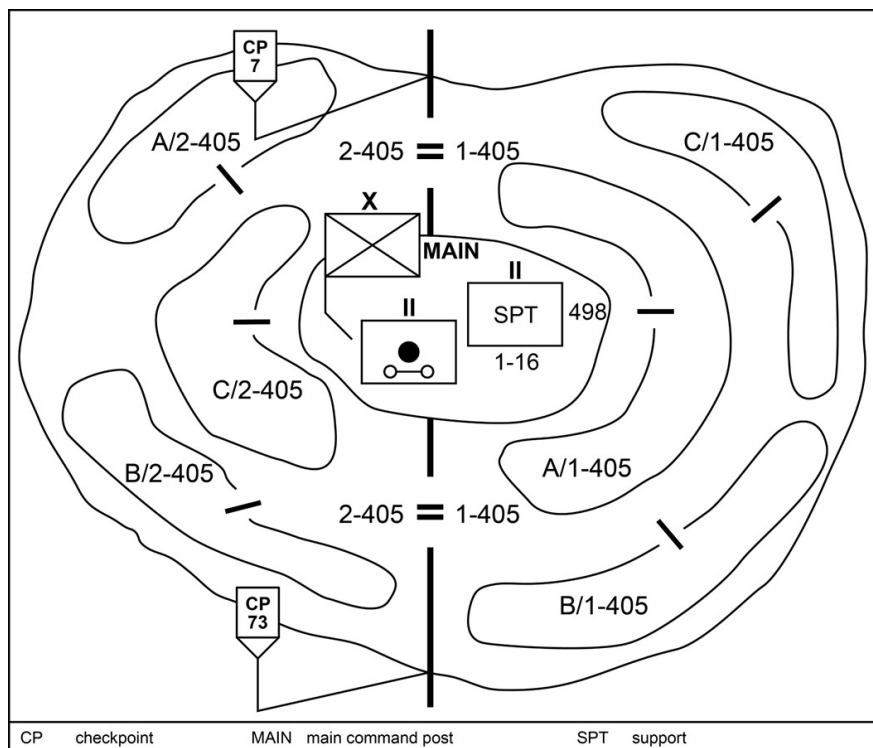 CP
7
A/2-405
2-405 = 1-405
C/1-405
X
MAIN
II
SPT
498
1-16
II
C/2-405
B/2-405
A/1-405
2-405 = 1-405
B/1-405
CP
73
CP checkpoint MAIN main command post SPT support